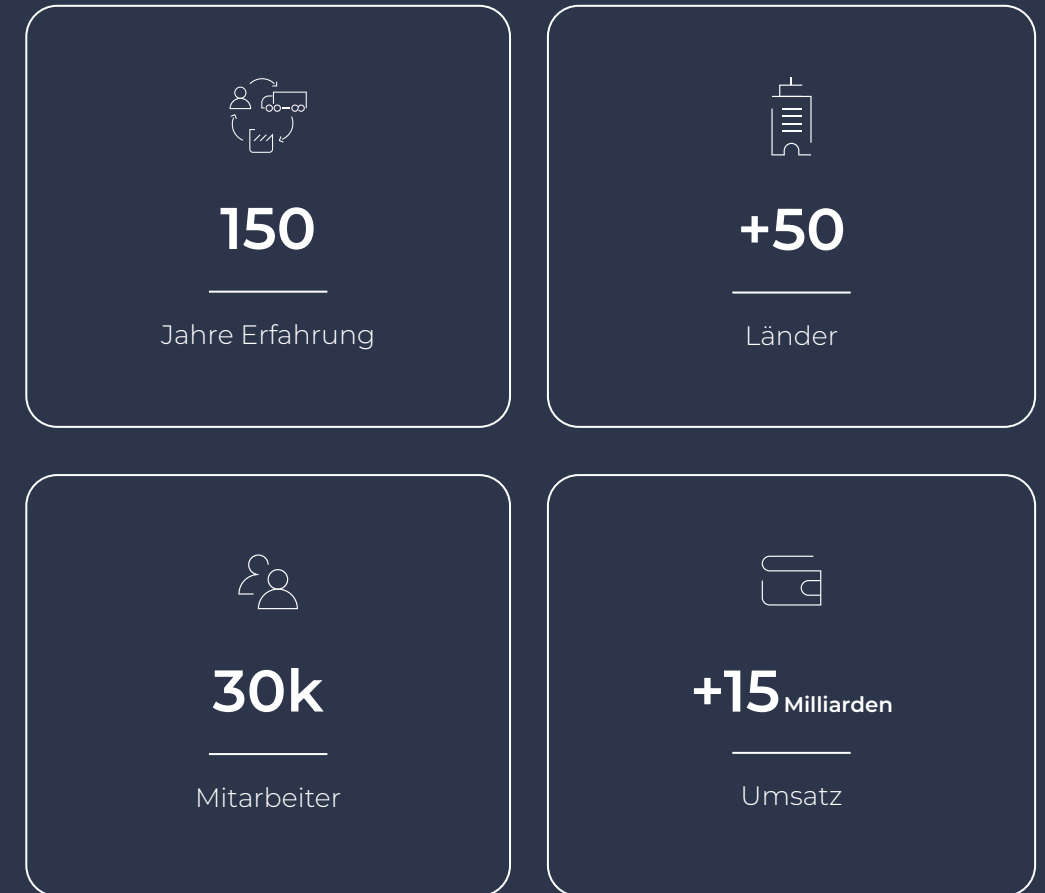 150
Jahre Erfahrung
+50
Länder
30k
Mitarbeiter
+15 Milliarden
Umsatz